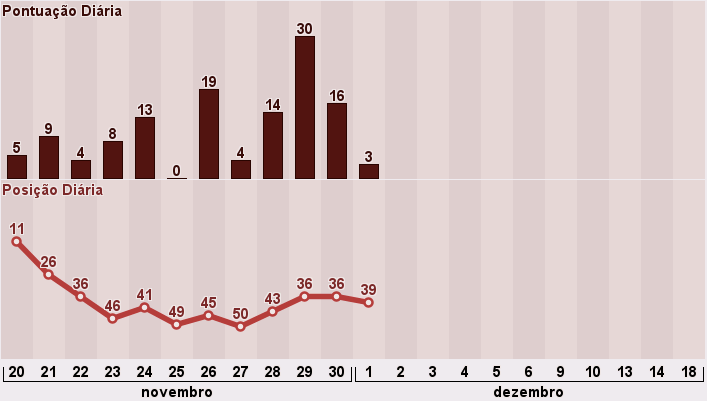 Pontuação Diária
5 9 4 8 13 0 19 4 14 30 16 3
Posição Diária
11 26 36 46 41 49 45 50 43 36 36 39
20 21 22 23 24 25 26 27 28 29 30 1 2 3 4 5 6 9 10 13 14 18
novembro dezembro